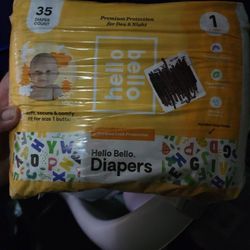 35
DIAPER
COUNT
Premium Protection
for Day & Night
1
hello
bello
soft, secure & comfy
fit for size 1 butts!
Hello Bello.
Diapers